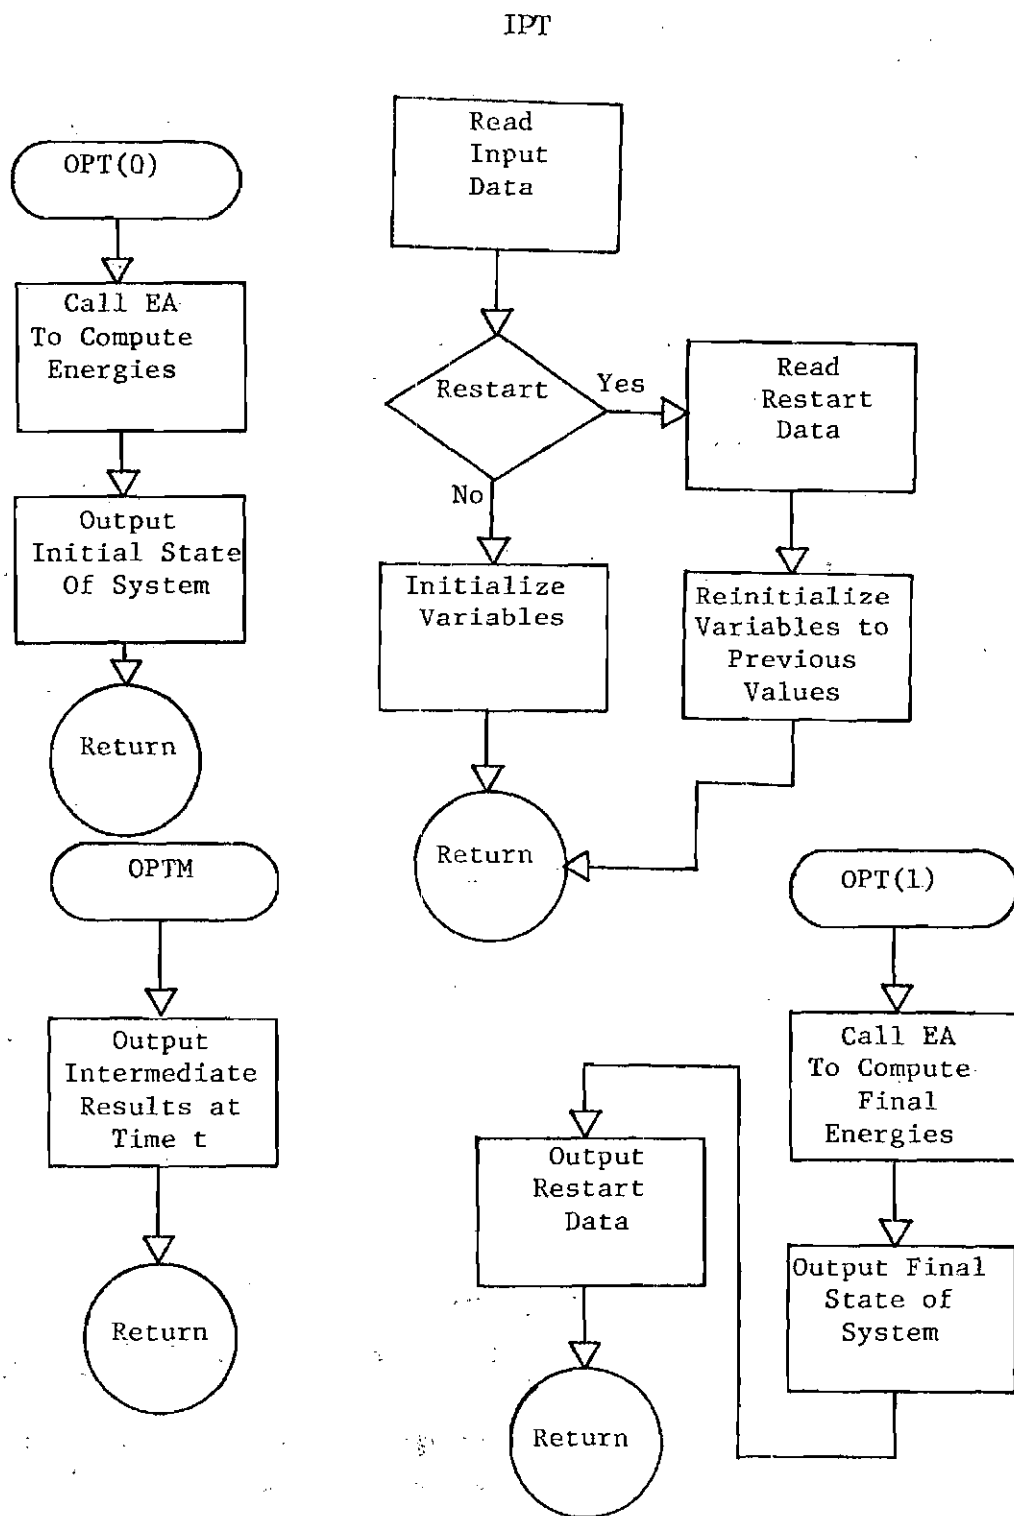 IPT
OPT(0)
Call EA
To Compute
Energies
Output
Initial State
Of System
Return
Read
Input
Data
Restart
Yes
No
Read
Restart
Data
Initialize
Variables
Reinitialize
Variables to
Previous
Values
Return
OPTM
Output
Intermediate
Results at
Time t
Return
OPT(1)
Call EA
To Compute
Final
Energies
Output Final
State of
System
Output
Restart
Data
Return